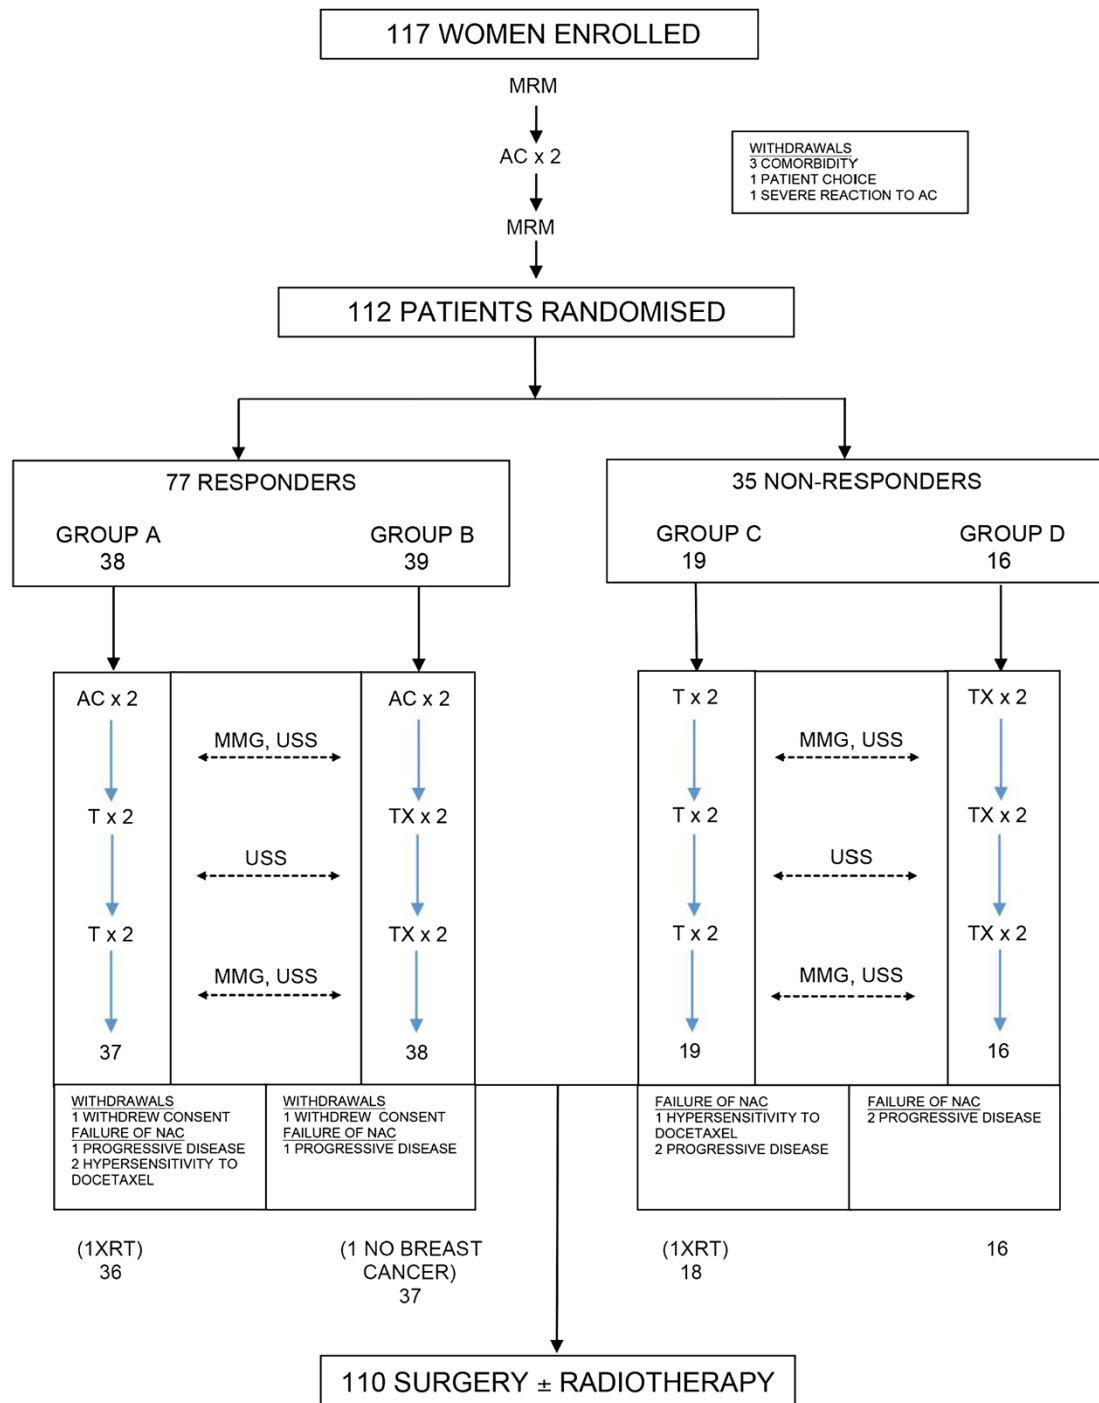 117 WOMEN ENROLLED
MRM
AC x 2
MRM
WITHDRAWALS
3 COMORBIDITY
1 PATIENT CHOICE
1 SEVERE REACTION TO AC
112 PATIENTS RANDOMISED
77 RESPONDERS
GROUP A
38
GROUP B
39
35 NON-RESPONDERS
GROUP C
19
GROUP D
16
AC x 2
T x 2
T x 2
37
MMG, USS
USS
MMG, USS
AC x 2
TX x 2
TX x 2
38
T x 2
T x 2
T x 2
19
MMG, USS
USS
MMG, USS
TX x 2
TX x 2
TX x 2
16
WITHDRAWALS
1 WITHDREW CONSENT
FAILURE OF NAC
1 PROGRESSIVE DISEASE
2 HYPERSENSITIVITY TO
DOCETAXEL
WITHDRAWALS
1 WITHDREW CONSENT
FAILURE OF NAC
1 PROGRESSIVE DISEASE
FAILURE OF NAC
1 HYPERSENSITIVITY TO
DOCETAXEL
2 PROGRESSIVE DISEASE
FAILURE OF NAC
2 PROGRESSIVE DISEASE
(1XRT)
36
(1 NO BREAST
CANCER)
37
(1XRT)
18
16
110 SURGERY ± RADIOTHERAPY